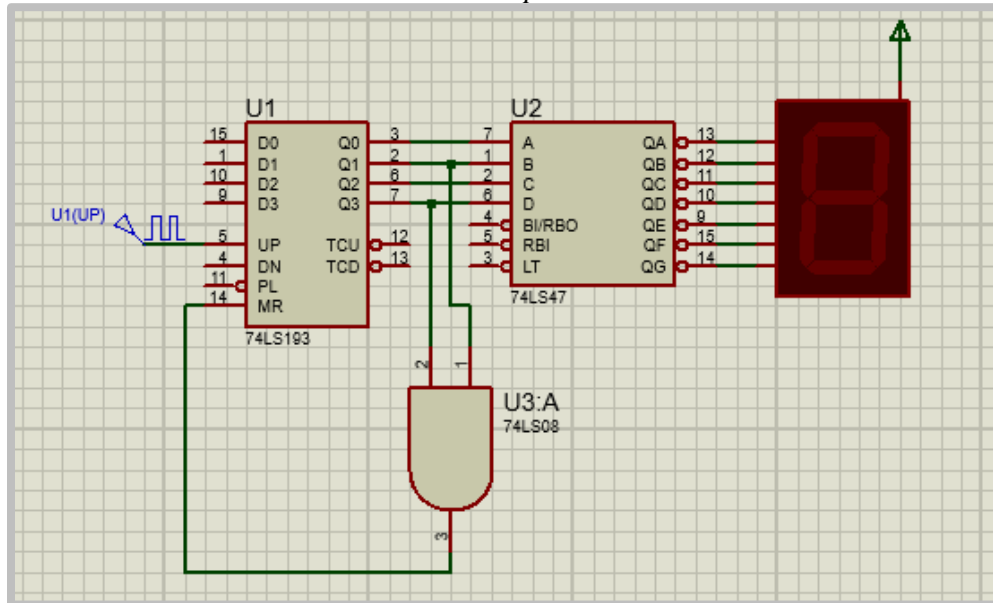 U1
15 D0 Q0 3
1 D1 Q1 2
10 D2 Q2 6
9 D3 Q3 7
U1(UP)
5 UP TCU 12
4 DN TCD 13
11 PL
14 MR
74LS193
U2
7 A QA 13
1 B QB 12
2 C QC 11
6 D QD 10
4 BI/RBO QE 9
5 RBI QF 15
3 LT QG 14
74LS47
2 1
U3:A
74LS08
3